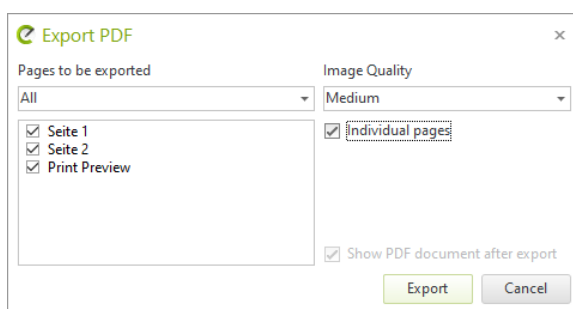 Export PDF
Pages to be exported
Image Quality
All
Medium
Seite 1
Seite 2
Print Preview
Individual pages
Show PDF document after export
Export
Cancel